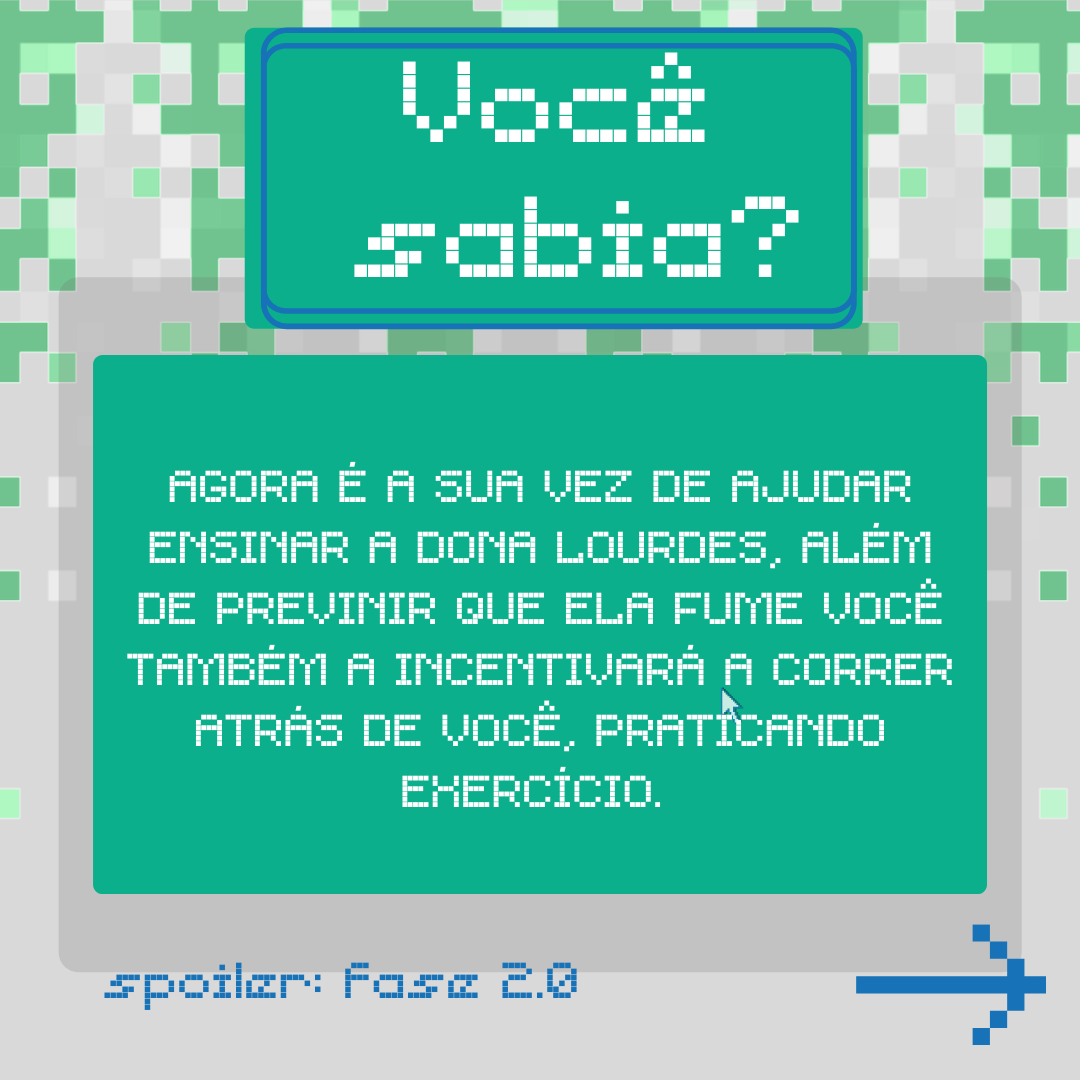 Você
sabia?
AGORA É A SUA VEZ DE AJUDAR
ENSINAR A DONA LOURDES, ALÉM
DE PREVINIR QUE ELA FUME VOCÊ
TAMBÉM A INCENTIVARÁ A CORRER
ATRÁS DE VOCÊ, PRATICANDO
EXERCÍCIO.
spoiler: Fase 2.0